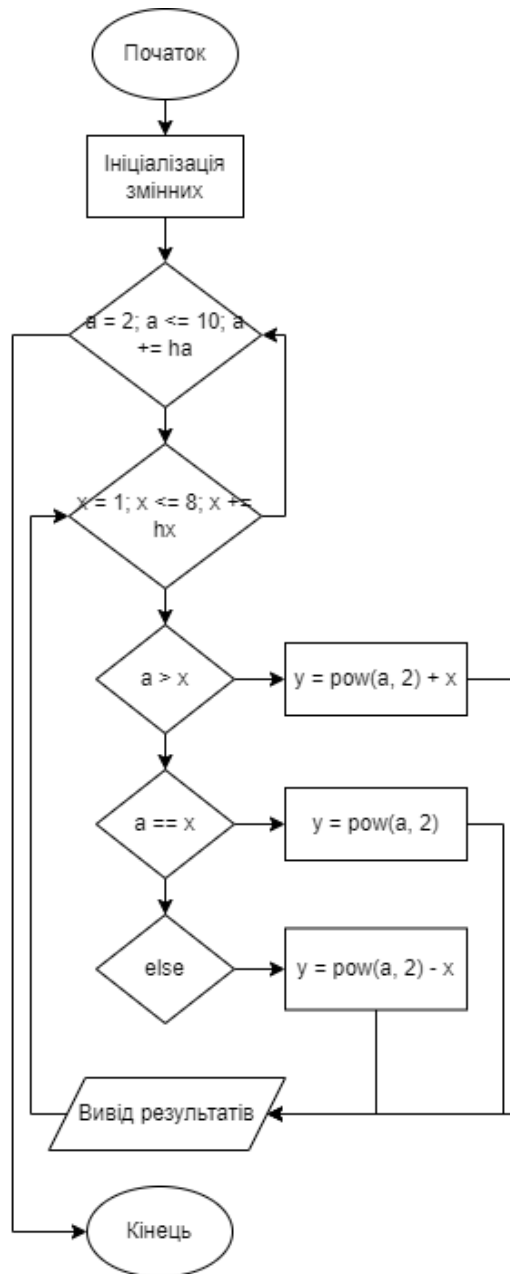 Початок
Ініціалізація
змінних
a = 2; a <= 10; a
+= ha
x = 1; x <= 8; x +=
hx
a > x
y = pow(a, 2) + x
a == x
y = pow(a, 2)
else
y = pow(a, 2) - x
Вивід результатів
Кінець